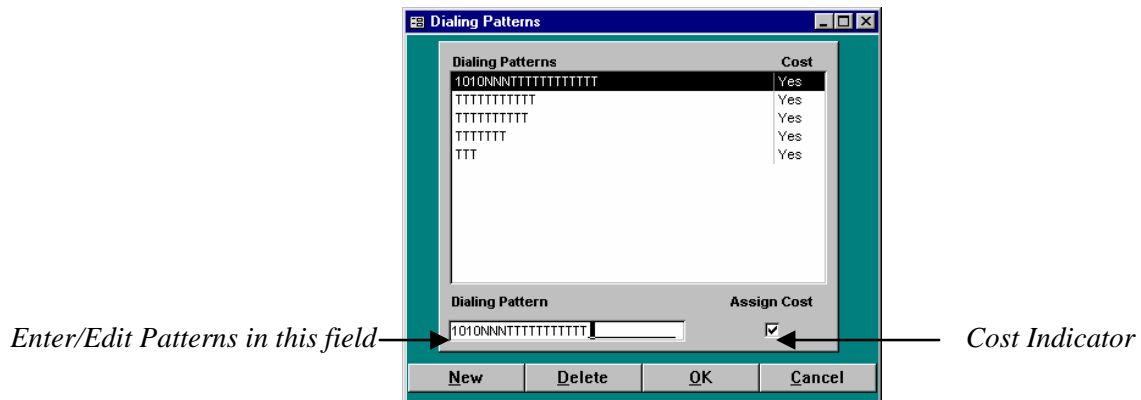 Dialing Patterns
Dialing Patterns Cost
1010NNNTTTTTTTTTTTT Yes
TTTTTTTTTTT Yes
TTTTTTTTTT Yes
TTTTTTT Yes
TTT Yes
Dialing Pattern Assign Cost
Enter/Edit Patterns in this field 1010NNNTTTTTTTTTTT Cost Indicator
New Delete OK Cancel